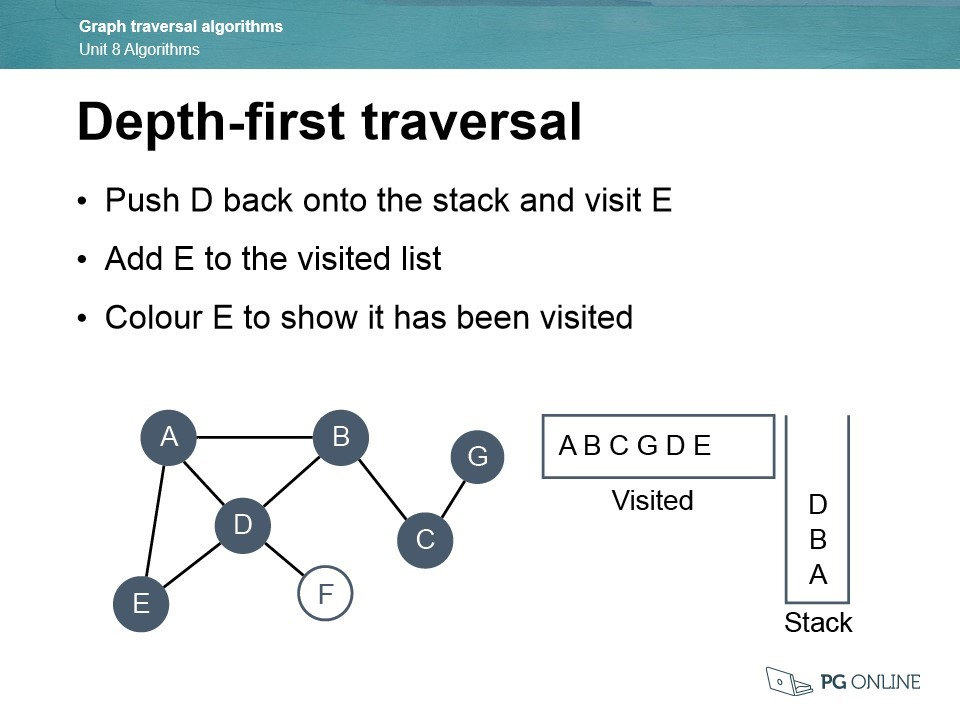 Graph traversal algorithms
Unit 8 Algorithms
Depth-first traversal
• Push D back onto the stack and visit E
• Add E to the visited list
• Colour E to show it has been visited
A
B
G
D
C
E
F
A B C G D E
Visited
D
B
A
Stack
PG ONLINE